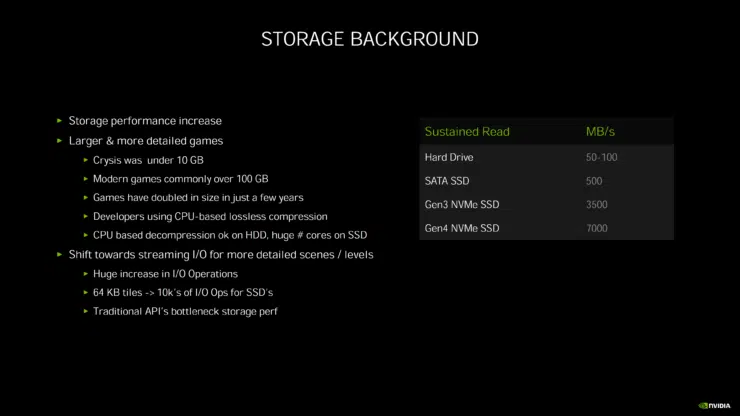 STORAGE BACKGROUND
Storage performance increase
Larger & more detailed games
Crysis was under 10 GB
Modern games commonly over 100 GB
Games have doubled in size in just a few years
Developers using CPU-based lossless compression
CPU based decompression ok on HDD, huge # cores on SSD
Shift towards streaming I/O for more detailed scenes / levels
Huge increase in I/O Operations
64 KB tiles -> 10k's of I/O Ops for SSD's
Traditional API's bottleneck storage perf
Sustained Read MB/s
Hard Drive 50-100
SATA SSD 500
Gen3 NVMe SSD 3500
Gen4 NVMe SSD 7000
NVIDIA